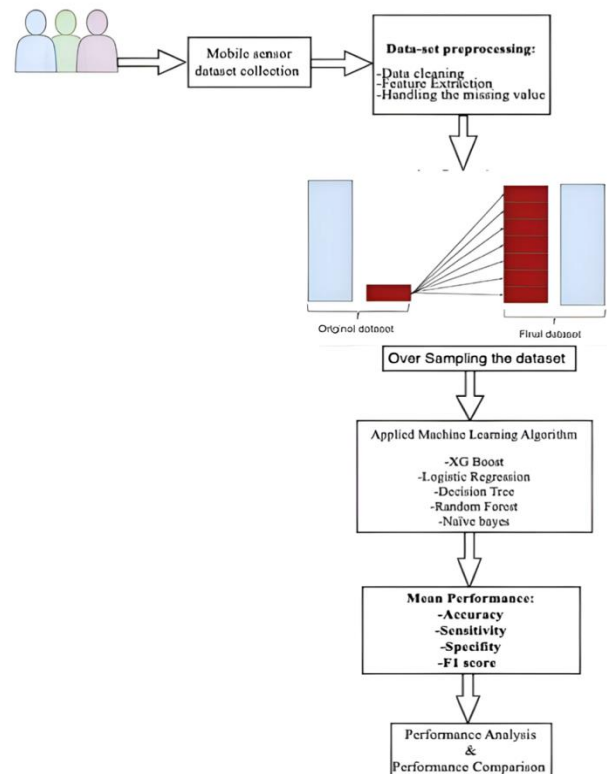 Mobile sensor
dataset collection
Data-set preprocessing:
-Data cleaning
-Feature Extraction
-Handling the missing value
Original dataset
Final dataset
Over Sampling the dataset
Applied Machine Learning Algorithm
-XG Boost
-Logistic Regression
-Decision Tree
-Random Forest
-Naïve bayes
Mean Performance:
-Accuracy
-Sensitivity
-Specifity
-F1 score
Performance Analysis
&
Performance Comparison